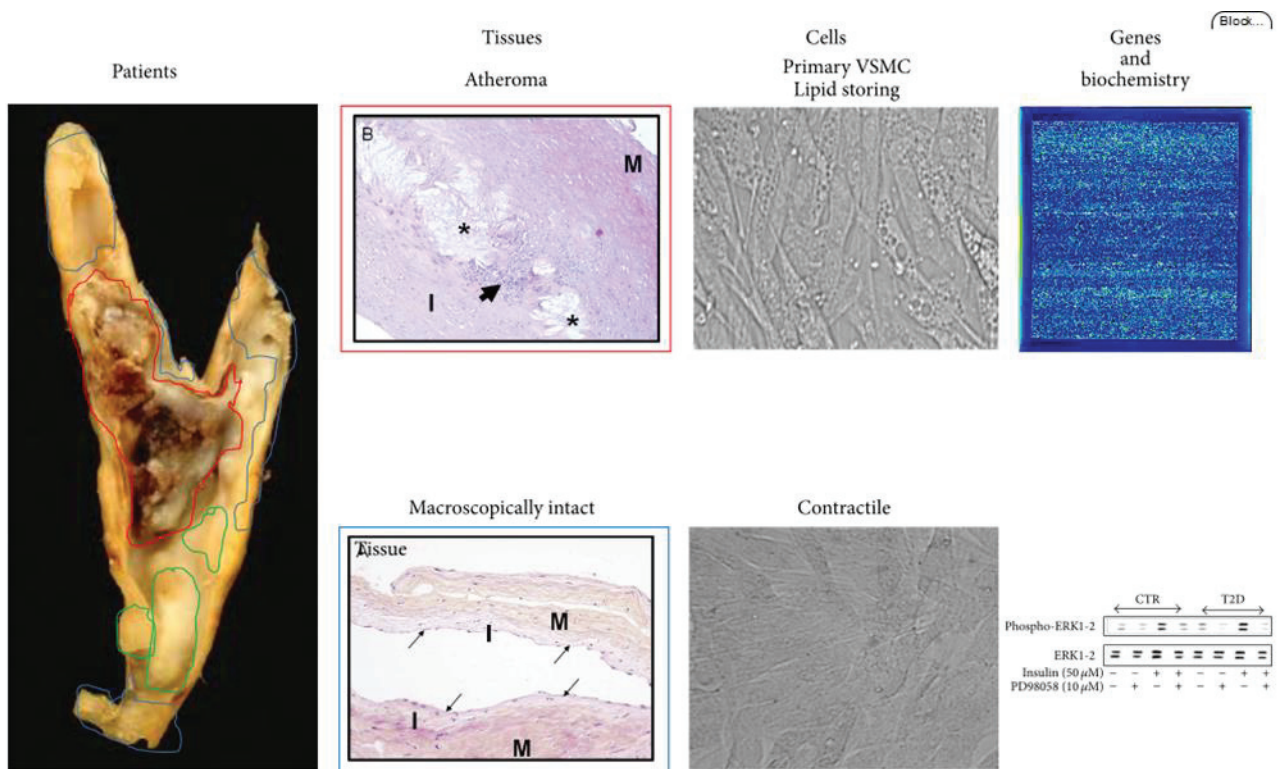 Block...
Patients
Tissues
Atheroma
Cells
Primary VSMC
Lipid storing
Genes
and
biochemistry
B
M
*
I
*
Macroscopically intact
Tissue
M
I
I
M
Contractile
CTR T2D
Phospho-ERK1-2
ERK1-2
Insulin (50 μM) – – + + – – + +
PD98058 (10 μM) – + – + – + – +